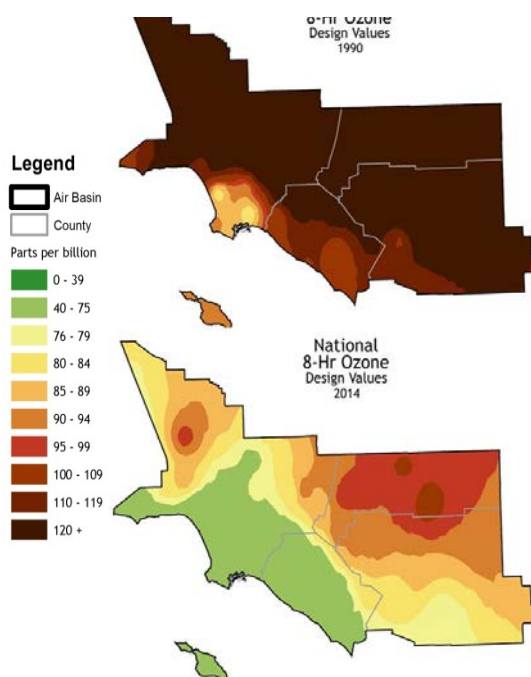 8-Hr Ozone
Design Values
1990
Legend
Air Basin
County
Parts per billion
0 - 39
40 - 75
76 - 79
80 - 84
85 - 89
90 - 94
95 - 99
100 - 109
110 - 119
120 +
National
8-Hr Ozone
Design Values
2014